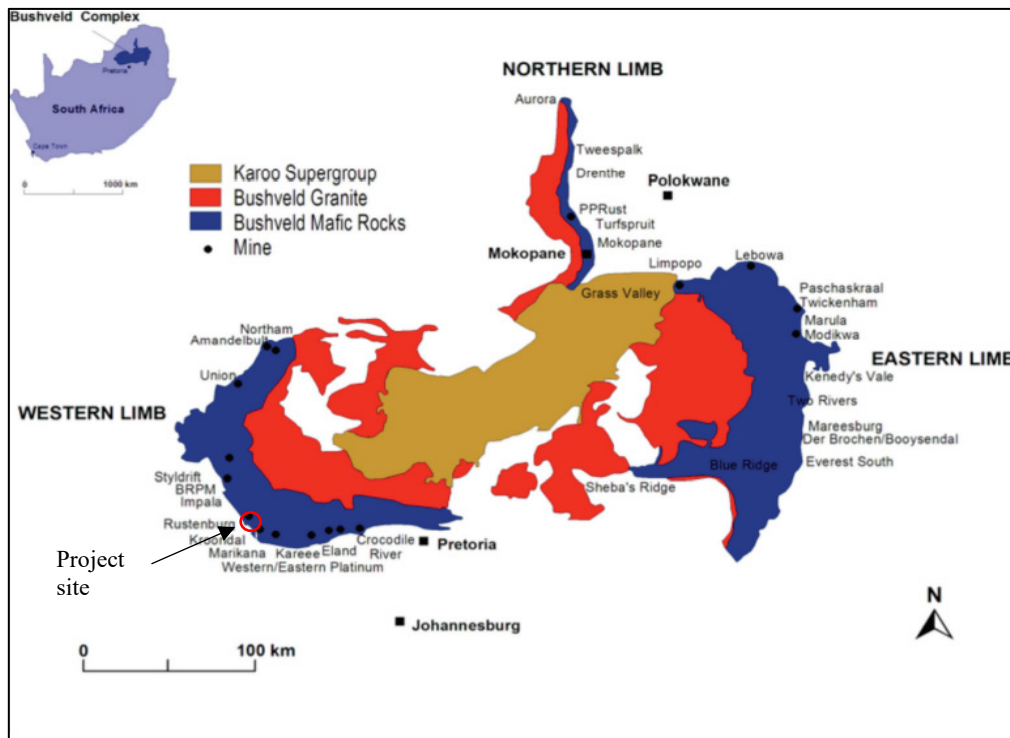 Bushveld Complex
Pretoria
South Africa
Cape Town
0 1000 km
Karoo Supergroup
Bushveld Granite
Bushveld Mafic Rocks
Mine
NORTHERN LIMB
Aurora
Tweespalk
Drenthe
Polokwane
PPRust
Turfspruit
Mokopane
Mokopane
Limpopo
Lebowa
Grass Valley
Paschaskraal
Twickenham
Marula
Modikwa
EASTERN LIMB
Kenedy's Vale
Two Rivers
Mareesburg
Der Brochen/Booysendal
Everest South
Blue Ridge
Sheba's Ridge
Northam
Amandelbult
Union
WESTERN LIMB
Styldrift
BRPM
Impala
Rustenburg
Kroondal
Marikana
Kareee
Eland
Crocodile
River
Western/Eastern Platinum
Pretoria
Project
site
Johannesburg
0 100 km
N